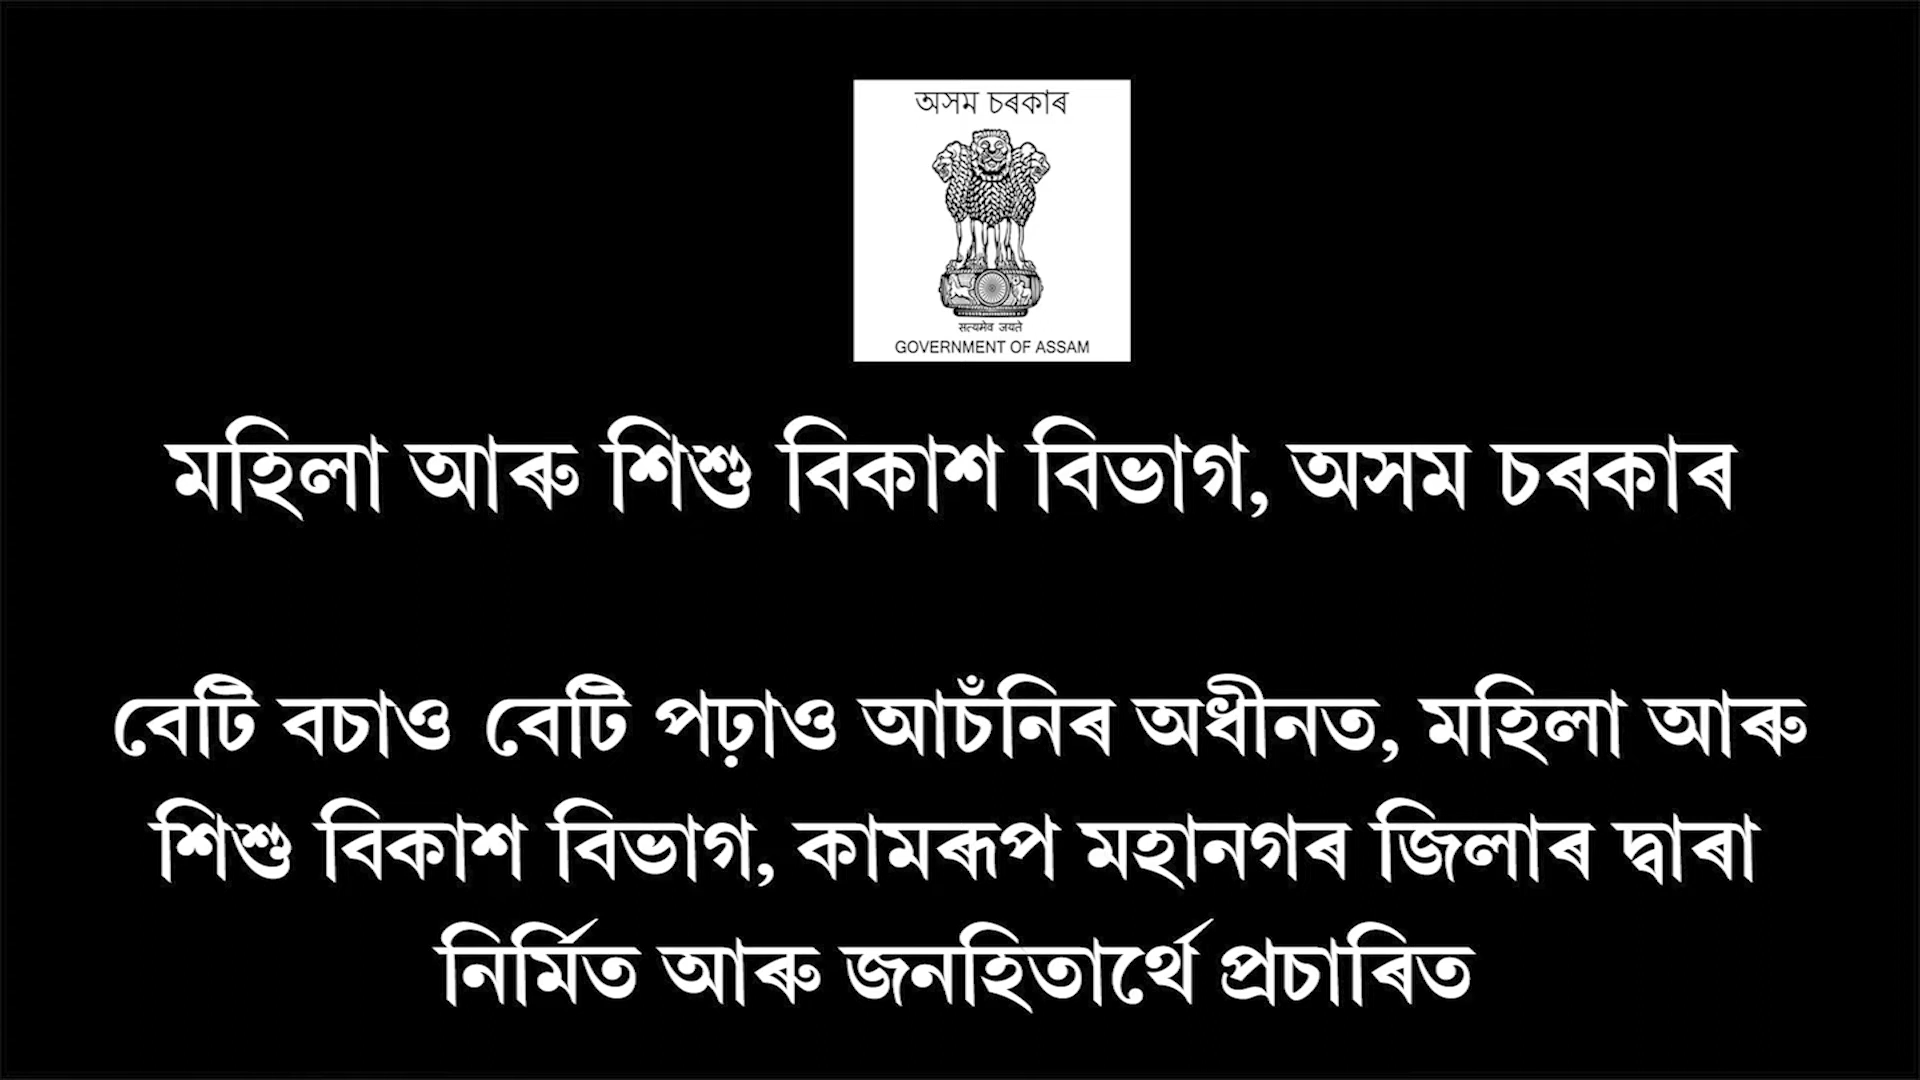 অসম চৰকাৰ
सत्यमेव जयते
GOVERNMENT OF ASSAM
মহিলা আৰু শিশু বিকাশ বিভাগ, অসম চৰকাৰ
বেটি বচাও বেটি পঢ়াও আচঁনিৰ অধীনত, মহিলা আৰু
শিশু বিকাশ বিভাগ, কামৰূপ মহানগৰ জিলাৰ দ্বাৰা
নিৰ্মিত আৰু জনহিতাৰ্থে প্ৰচাৰিত